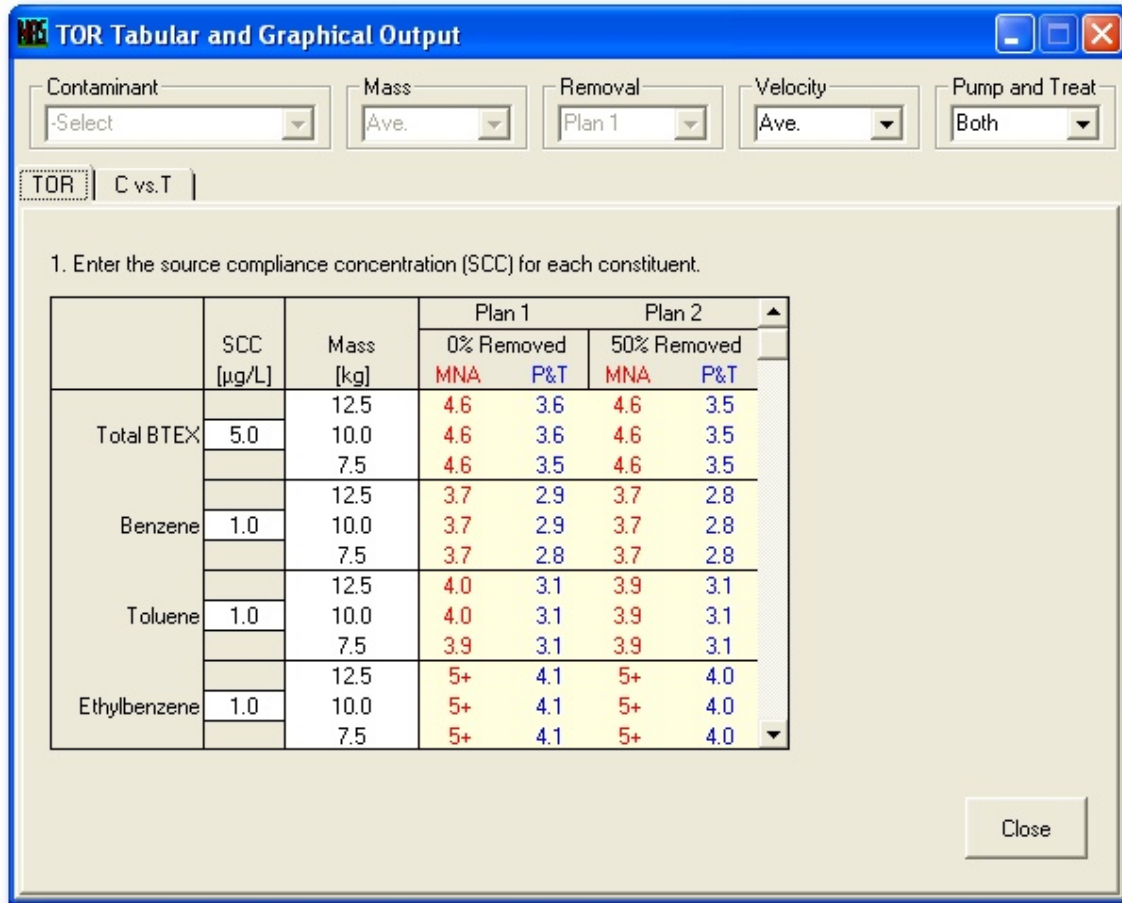 NAS TOR Tabular and Graphical Output
Contaminant Mass Removal Velocity Pump and Treat
-Select Ave. Plan 1 Ave. Both
TOR C vs.T
1. Enter the source compliance concentration (SCC) for each constituent.
Plan 1 Plan 2
SCC Mass 0% Removed 50% Removed
[µg/L] [kg] MNA P&T MNA P&T
12.5 4.6 3.6 4.6 3.5
Total BTEX 5.0 10.0 4.6 3.6 4.6 3.5
7.5 4.6 3.5 4.6 3.5
12.5 3.7 2.9 3.7 2.8
Benzene 1.0 10.0 3.7 2.9 3.7 2.8
7.5 3.7 2.8 3.7 2.8
12.5 4.0 3.1 3.9 3.1
Toluene 1.0 10.0 4.0 3.1 3.9 3.1
7.5 3.9 3.1 3.9 3.1
12.5 5+ 4.1 5+ 4.0
Ethylbenzene 1.0 10.0 5+ 4.1 5+ 4.0
7.5 5+ 4.1 5+ 4.0
Close